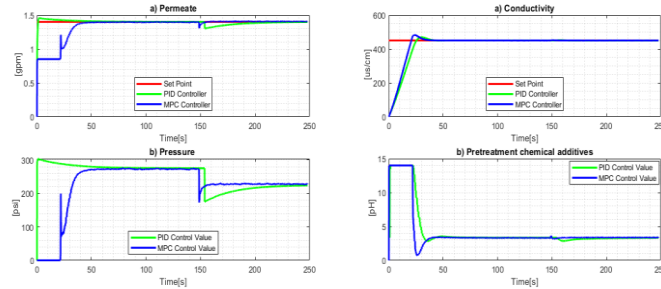 a) Permeate
[gpm]
1.5
1
0.5
0
Set Point
PID Controller
MPC Controller
0 50 100 150 200 250
Time[s]
a) Conductivity
[us/cm]
600
400
200
0
Set Point
PID Controller
MPC Controller
0 50 100 150 200 250
Time[s]
b) Pressure
[psi]
300
200
100
0
PID Control Value
MPC Control Value
0 50 100 150 200 250
Time[s]
b) Pretreatment chemical additives
[pH]
15
10
5
0
PID Control Value
MPC Control Value
0 50 100 150 200 250
Time[s]